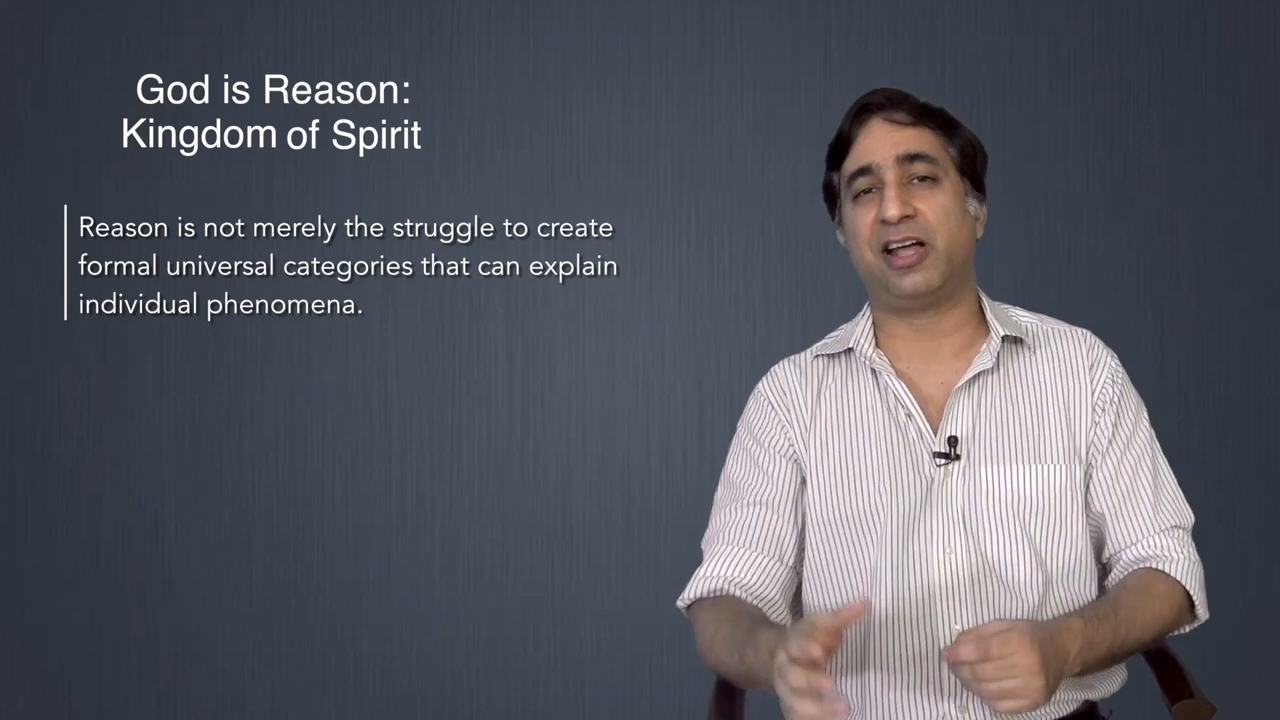 God is Reason:
Kingdom of Spirit
Reason is not merely the struggle to create
formal universal categories that can explain
individual phenomena.